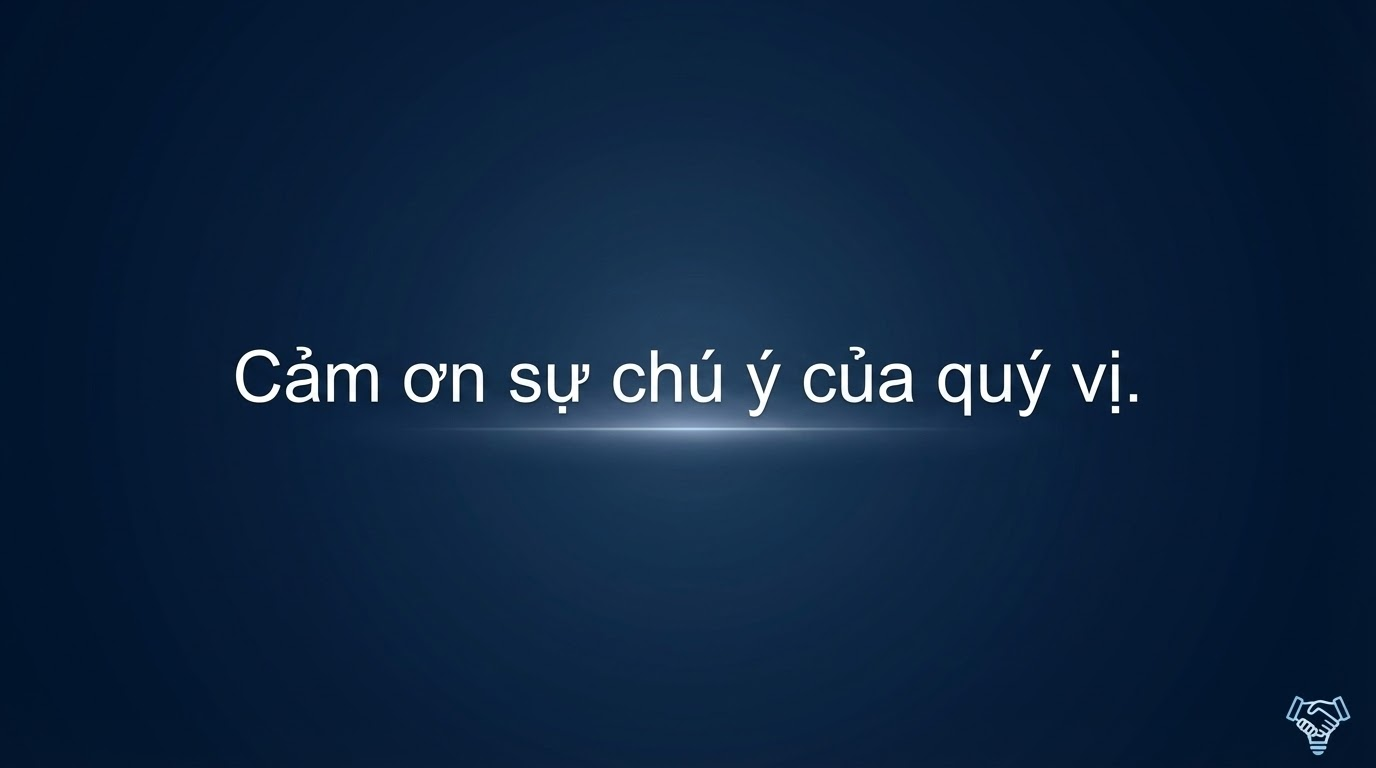 Cảm ơn sự chú ý của quý vị.